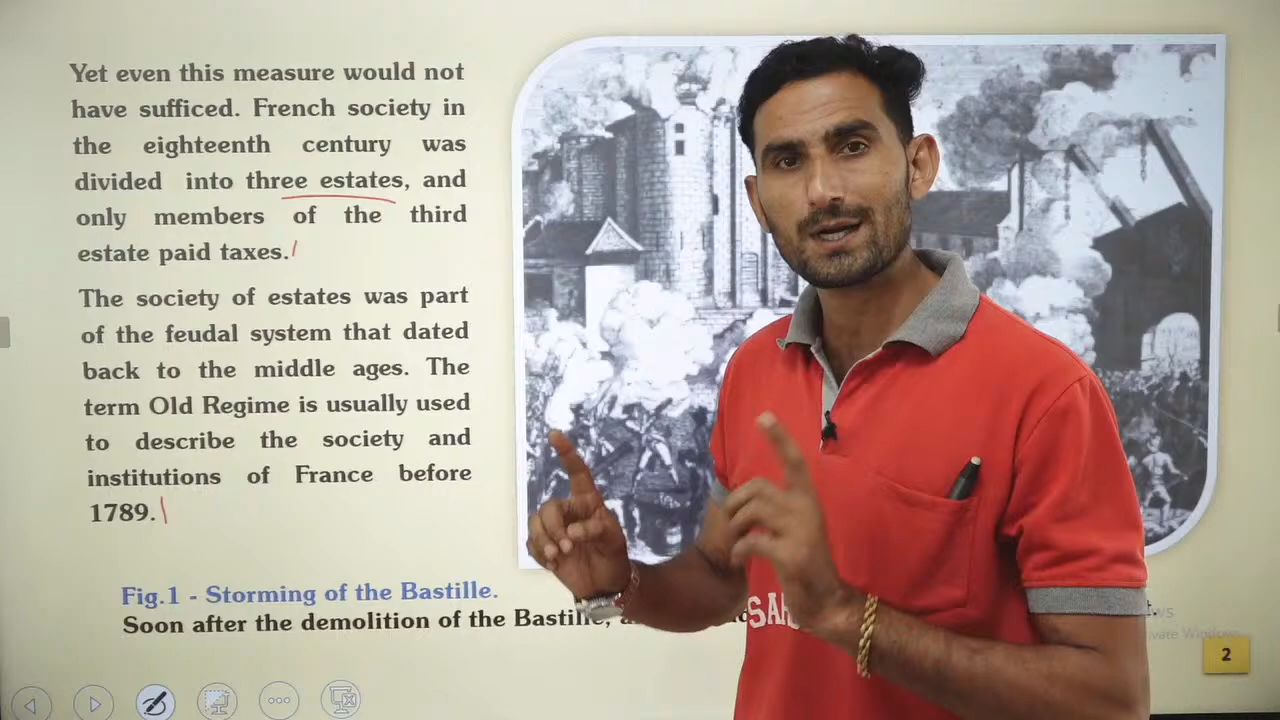 Yet even this measure would not
have sufficed. French society in
the eighteenth century was
divided into three estates, and
only members of the third
estate paid taxes.
The society of estates was part
of the feudal system that dated
back to the middle ages. The
term Old Regime is usually used
to describe the society and
institutions of France before
1789.
Fig.1 - Storming of the Bastille.
Soon after the demolition of the Bastille,
2